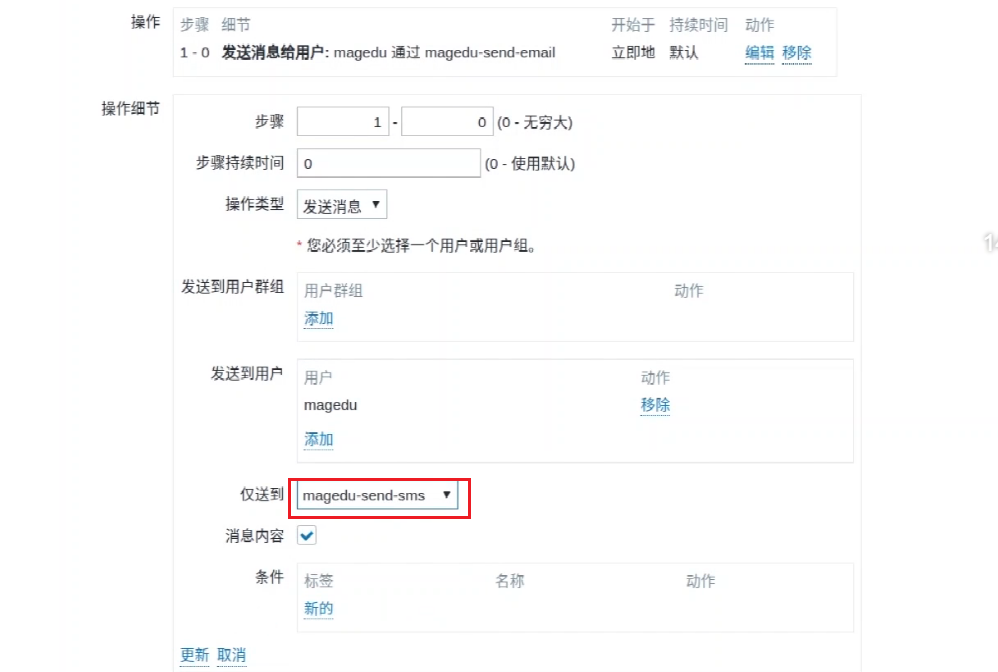 操作 步骤 细节 开始于 持续时间 动作
1 - 0 发送消息给用户: magedu 通过 magedu-send-email 立即地 默认 编辑 移除
操作细节
步骤 1 - 0 (0 - 无穷大)
步骤持续时间 0 (0 - 使用默认)
操作类型 发送消息 ▼
* 您必须至少选择一个用户或用户组。
发送到用户群组 用户群组 动作
添加
发送到用户 用户 动作
magedu 移除
添加
仅送到 magedu-send-sms ▼
消息内容
条件 标签 名称 动作
新的
更新 取消